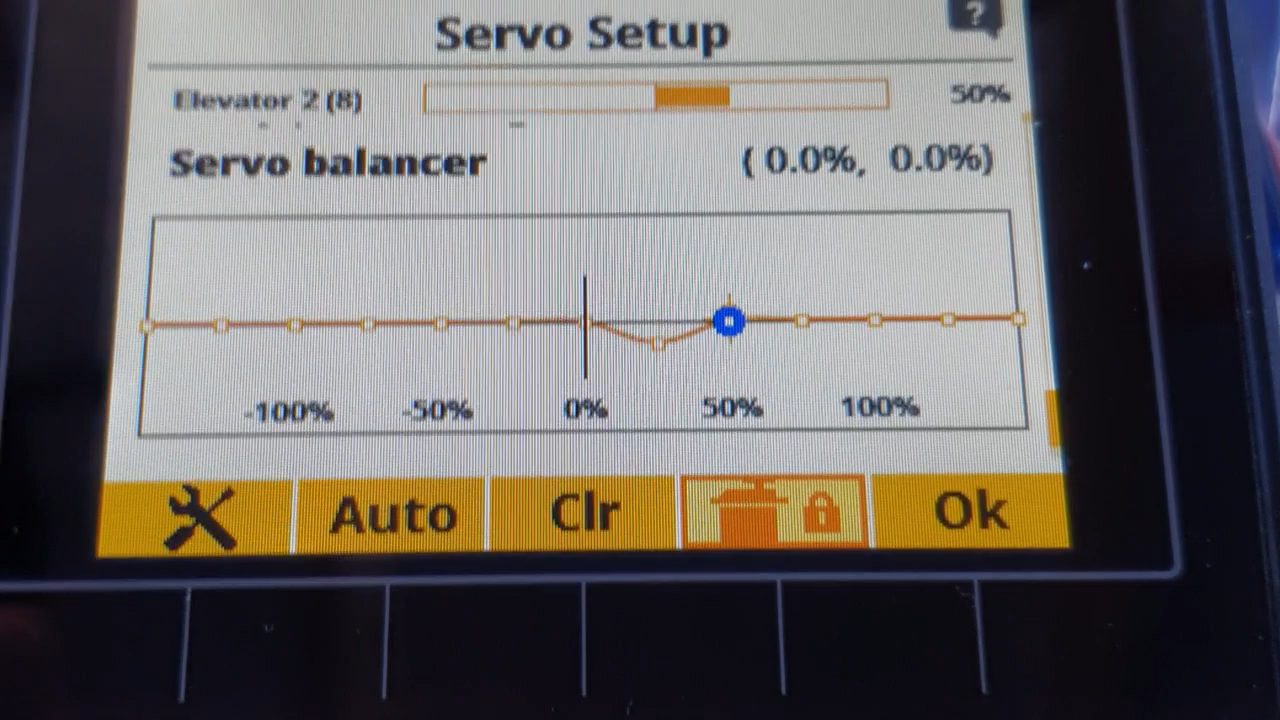 ?
Servo Setup
Elevator 2 (8) 50%
Servo balancer ( 0.0%, 0.0%)
-100% -50% 0% 50% 100%
Auto Clr Ok